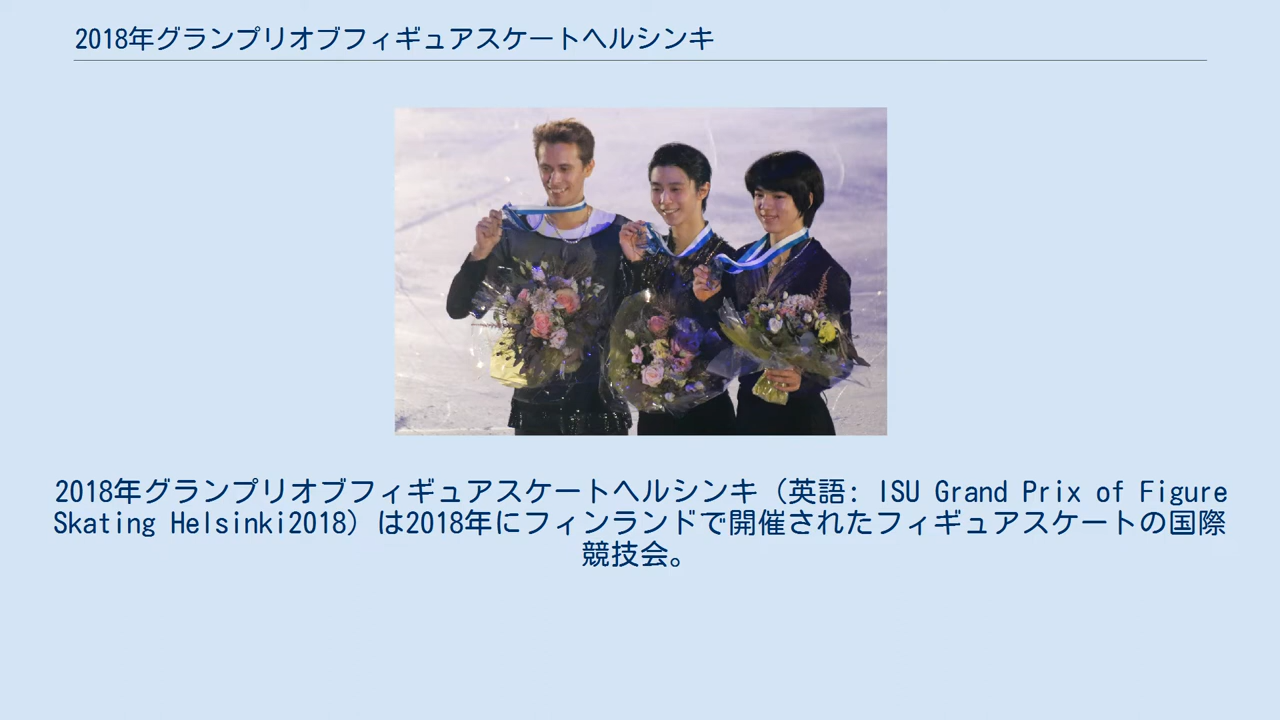 2018年グランプリオブフィギュアスケートヘルシンキ
2018年グランプリオブフィギュアスケートヘルシンキ（英語: ISU Grand Prix of Figure
Skating Helsinki2018）は2018年にフィンランドで開催されたフィギュアスケートの国際
競技会。